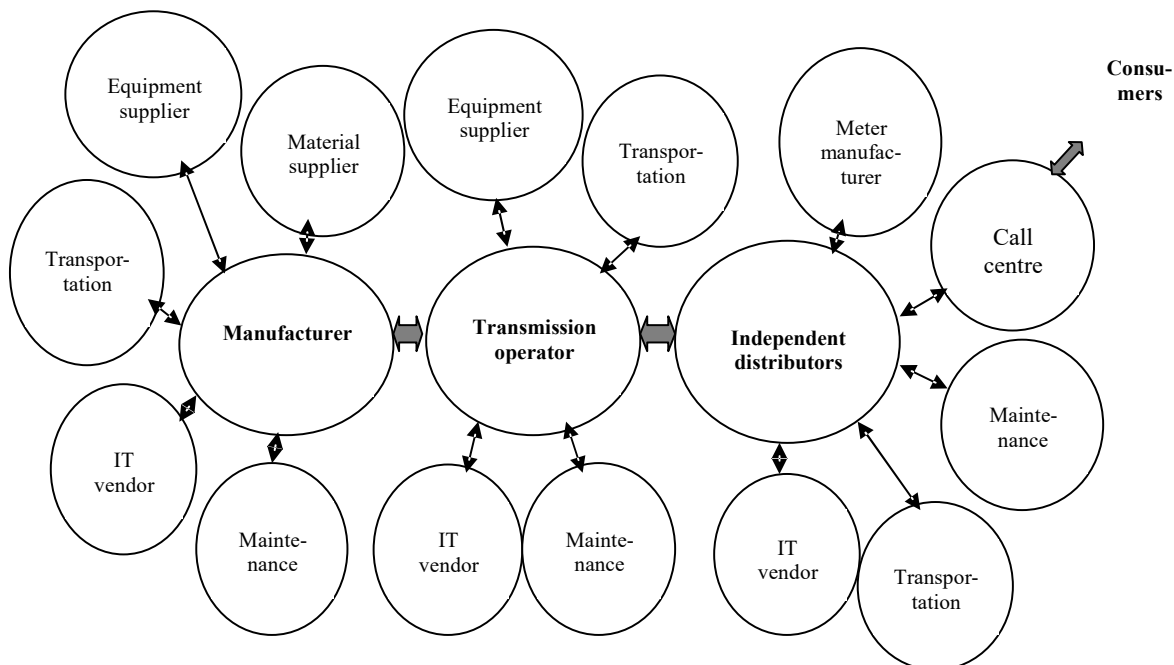 Equipment
supplier
Material
supplier
Equipment
supplier
Transpor-
tation
Meter
manufac-
turer
Consu-
mers
Transpor-
tation
Call
centre
Manufacturer
Transmission
operator
Independent
distributors
IT
vendor
Mainte-
nance
IT
vendor
Mainte-
nance
IT
vendor
Transpor-
tation
Mainte-
nance